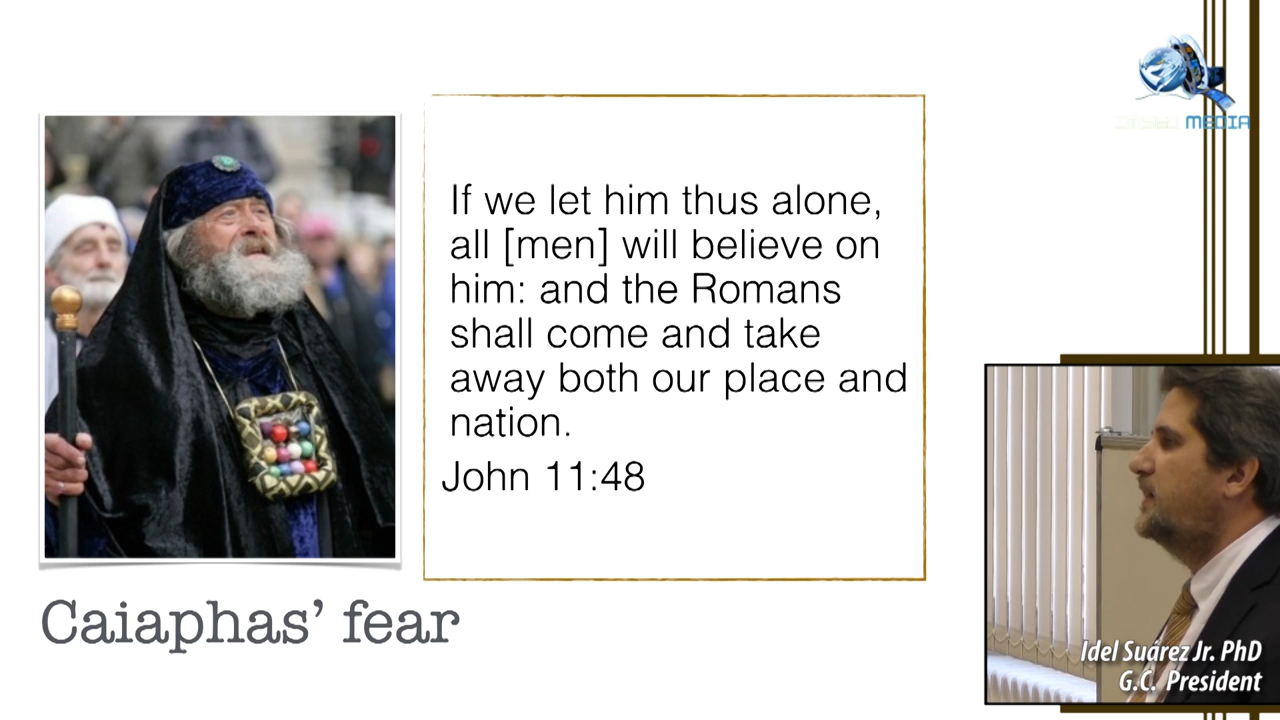 MEDIA
If we let him thus alone,
all [men] will believe on
him: and the Romans
shall come and take
away both our place and
nation.
John 11:48
Caiaphas’ fear
Idel Suárez Jr. PhD
G.C. President